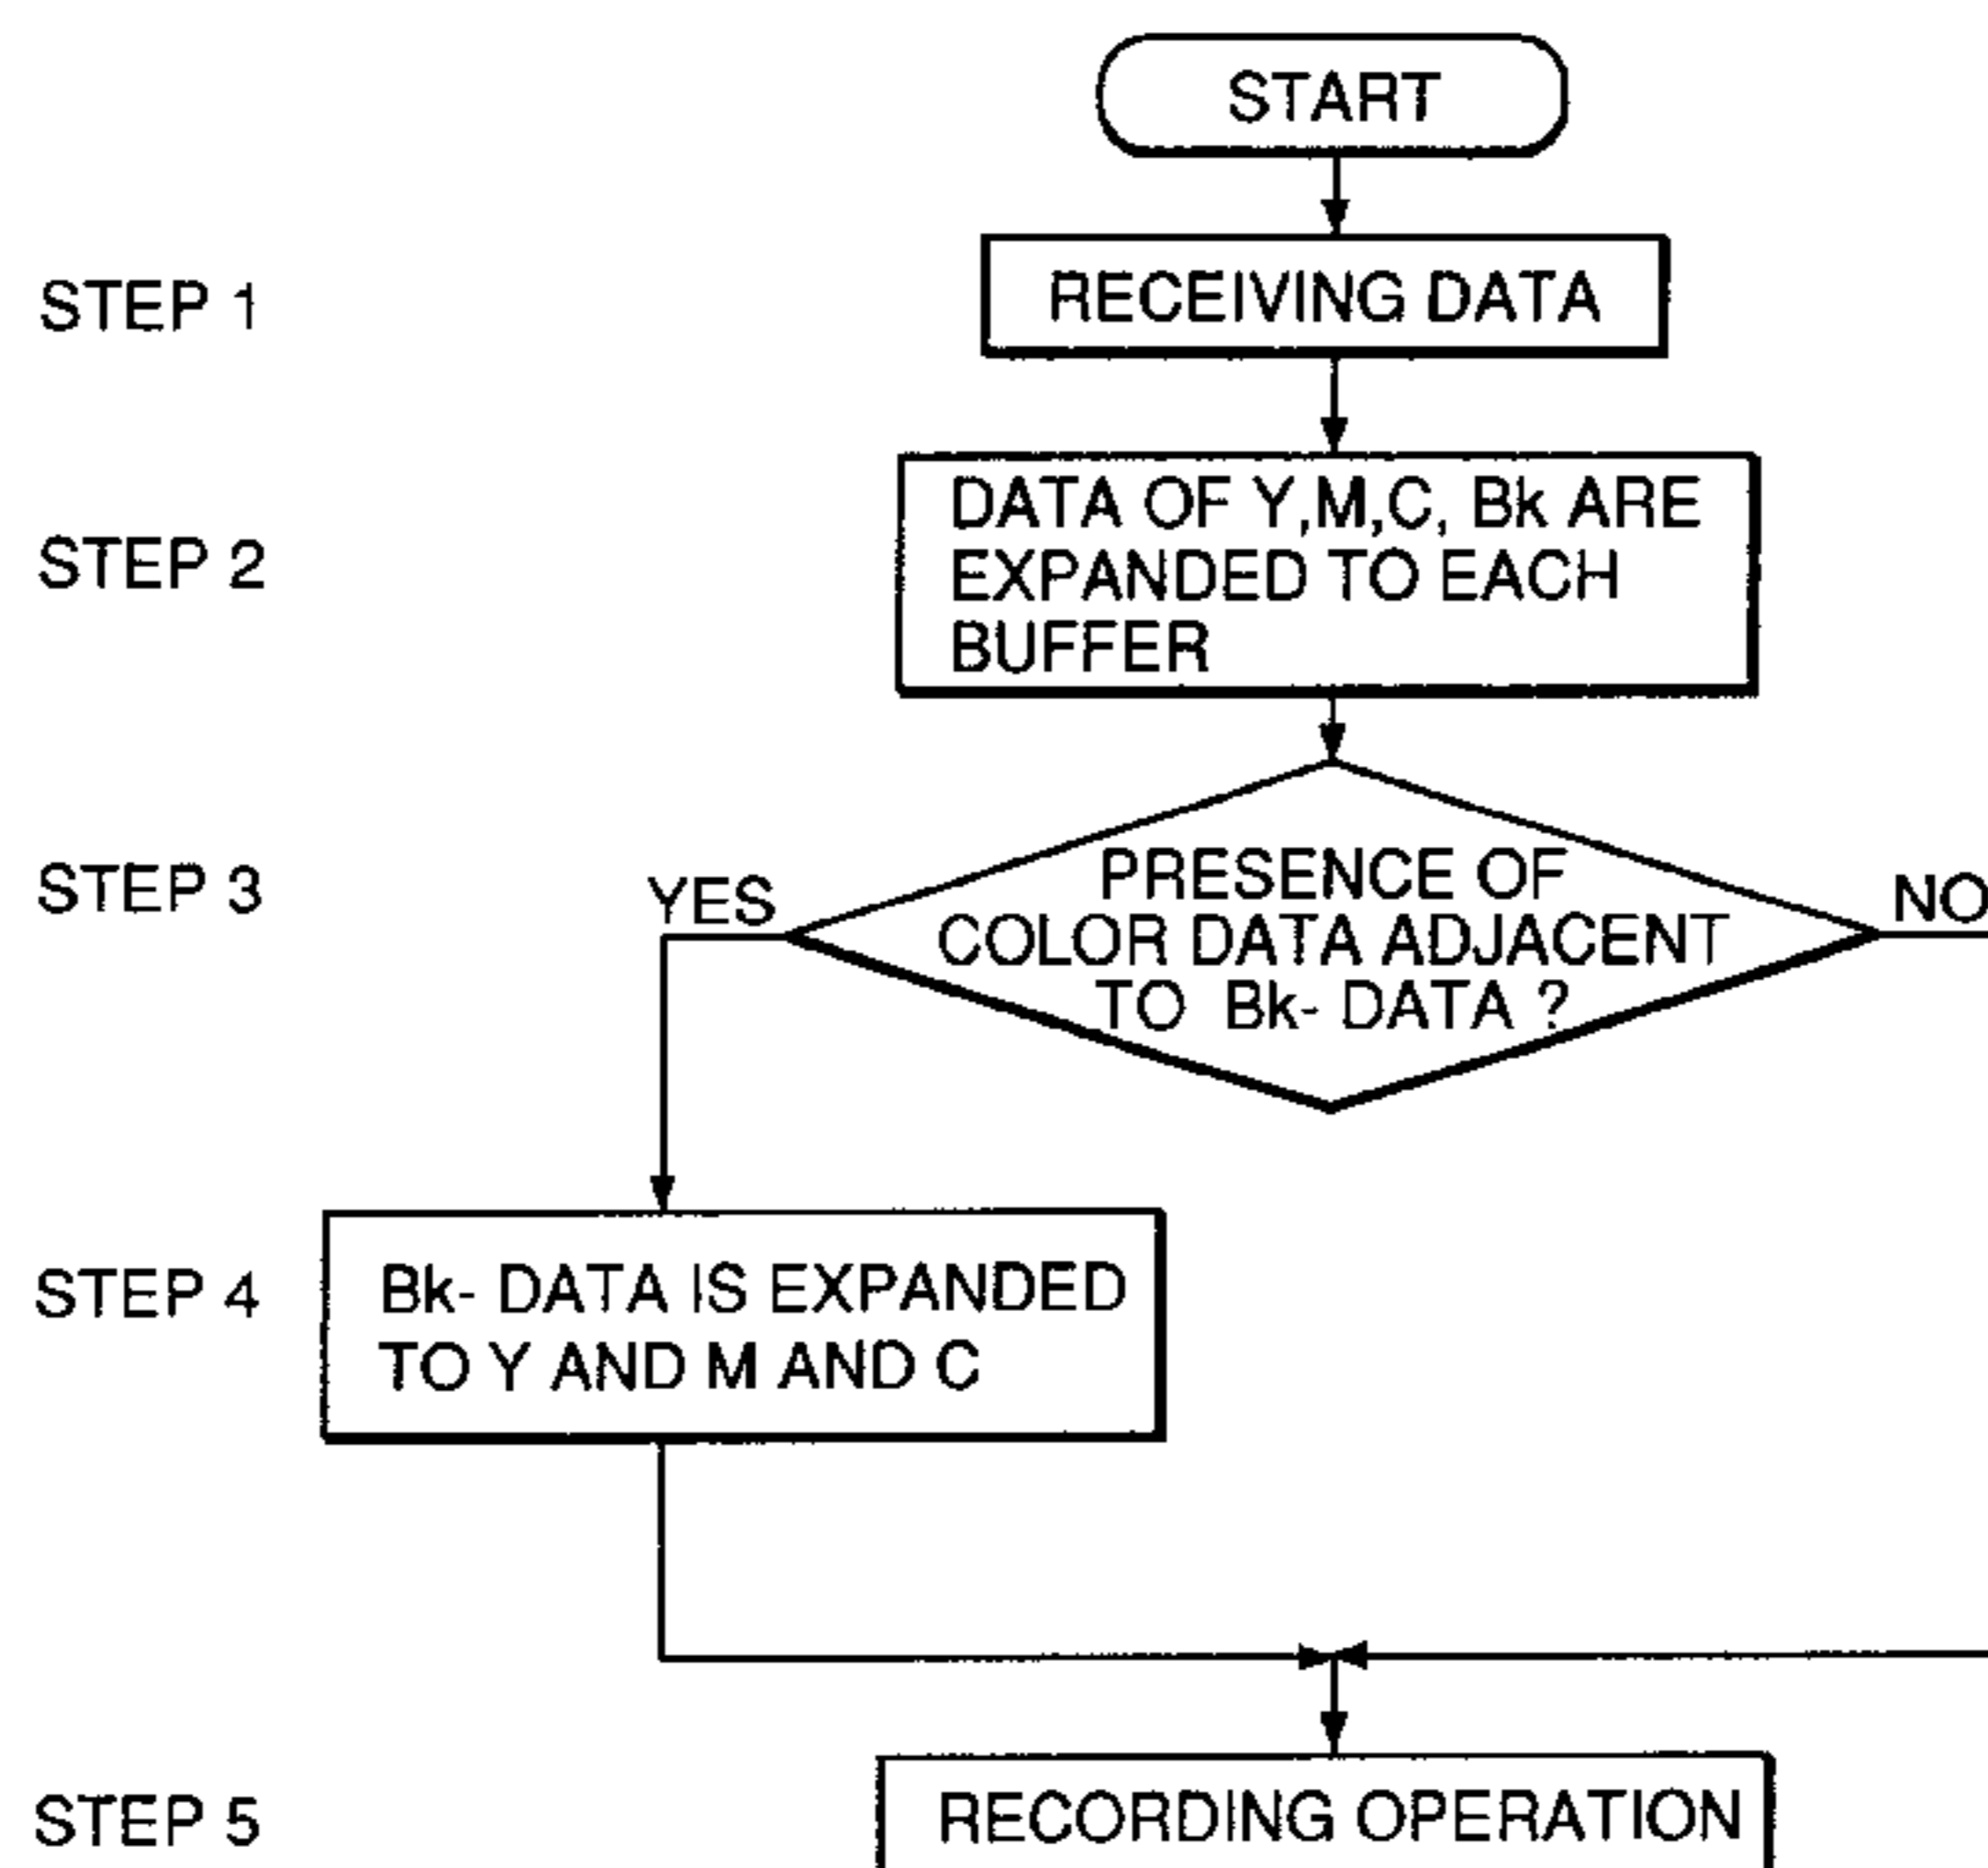 START
STEP 1
RECEIVING DATA
STEP 2
DATA OF Y,M,C, Bk ARE
EXPANDED TO EACH
BUFFER
STEP 3
YES
PRESENCE OF
COLOR DATA ADJACENT
TO Bk- DATA ?
NO
STEP 4
Bk- DATA IS EXPANDED
TO Y AND M AND C
STEP 5
RECORDING OPERATION